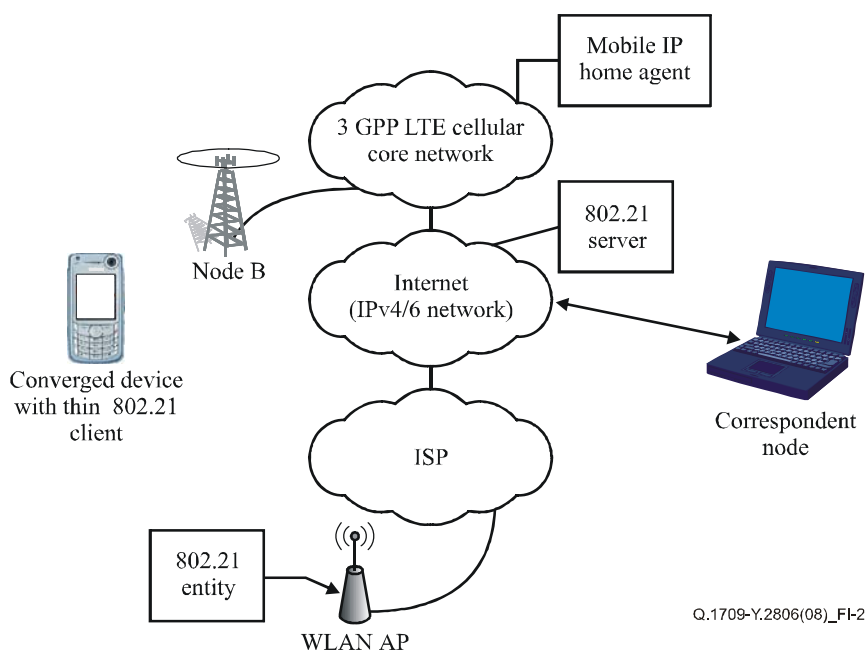 Mobile IP
home agent
3 GPP LTE cellular
core network
802.21
server
Node B
Internet
(IPv4/6 network)
Converged device
with thin 802.21
client
Correspondent
node
ISP
802.21
entity
WLAN AP
Q.1709-Y.2806(08)_FI-2